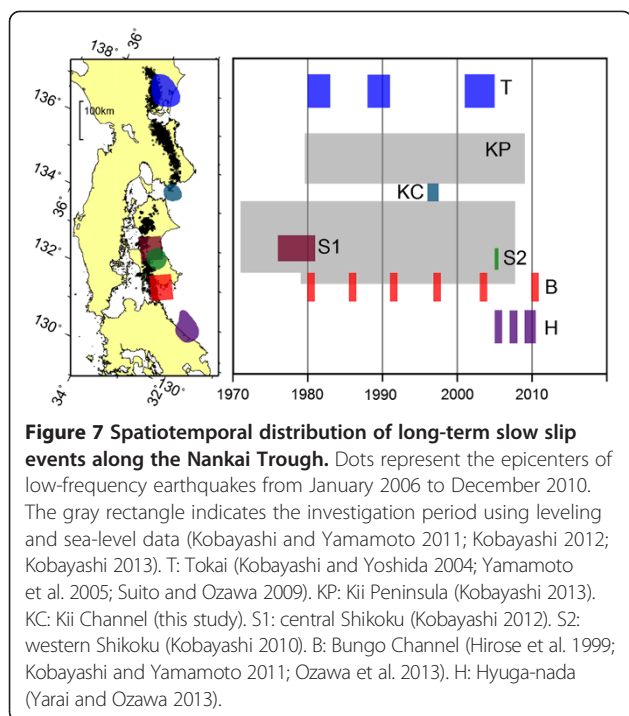 138° 36°
136°
100km
134°
36°
132°
130°
34°
32° 130°
T
KP
KC
S1
S2
B
H
1970 1980 1990 2000 2010
Figure 7 Spatiotemporal distribution of long-term slow slip
events along the Nankai Trough. Dots represent the epicenters of
low-frequency earthquakes from January 2006 to December 2010.
The gray rectangle indicates the investigation period using leveling
and sea-level data (Kobayashi and Yamamoto 2011; Kobayashi 2012;
Kobayashi 2013). T: Tokai (Kobayashi and Yoshida 2004; Yamamoto
et al. 2005; Suito and Ozawa 2009). KP: Kii Peninsula (Kobayashi 2013).
KC: Kii Channel (this study). S1: central Shikoku (Kobayashi 2012). S2:
western Shikoku (Kobayashi 2010). B: Bungo Channel (Hirose et al. 1999;
Kobayashi and Yamamoto 2011; Ozawa et al. 2013). H: Hyuga-nada
(Yarai and Ozawa 2013).